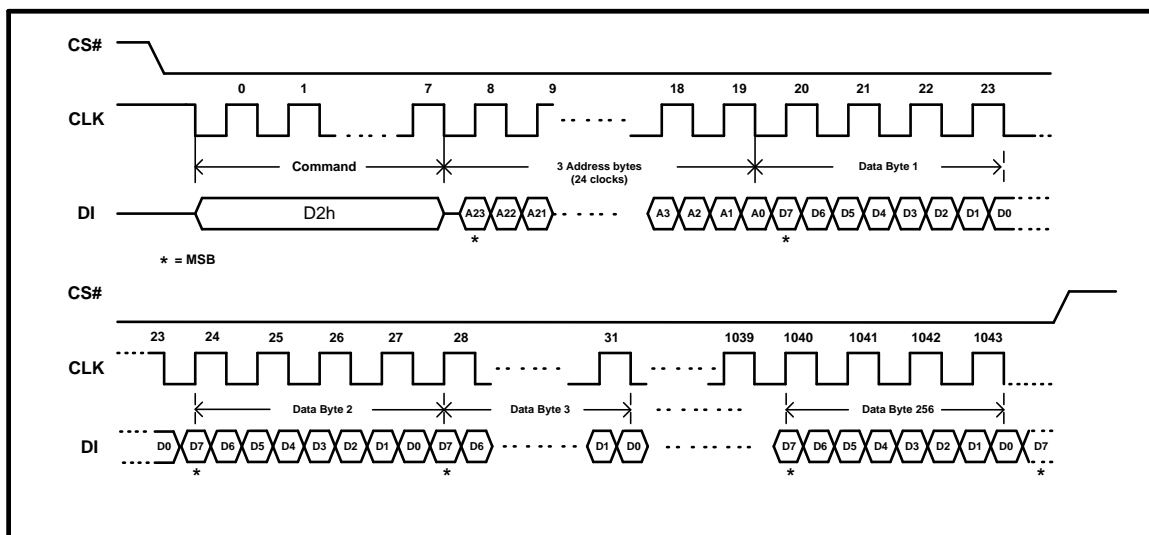 CS#
0 1 7 8 9 18 19 20 21 22 23
CLK
Command 3 Address bytes Data Byte 1
(24 clocks)
DI D2h A23 A22 A21 A3 A2 A1 A0 D7 D6 D5 D4 D3 D2 D1 D0
* *
* = MSB
CS#
23 24 25 26 27 28 31 1039 1040 1041 1042 1043
CLK
Data Byte 2 Data Byte 3 Data Byte 256
DI D0 D7 D6 D5 D4 D3 D2 D1 D0 D7 D6 D1 D0 D7 D6 D5 D4 D3 D2 D1 D0 D7
* * * *